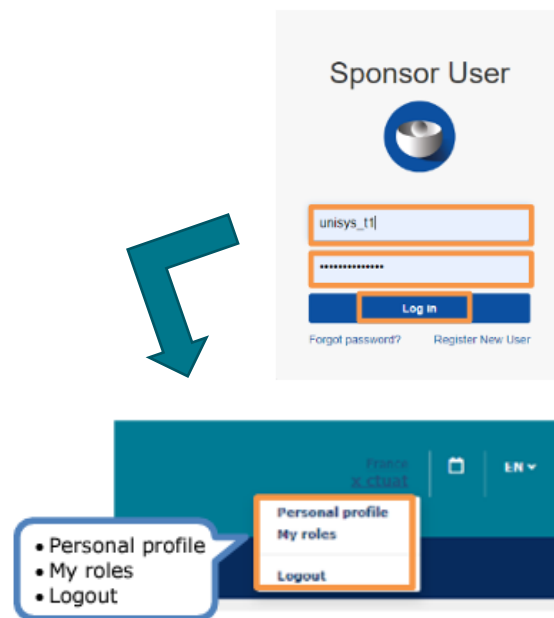 Sponsor User
unisys_t1
••••••••••••••
Log in
Forgot password? Register New User
France
x ctuat
EN
Personal profile
My roles
Logout
• Personal profile
• My roles
• Logout